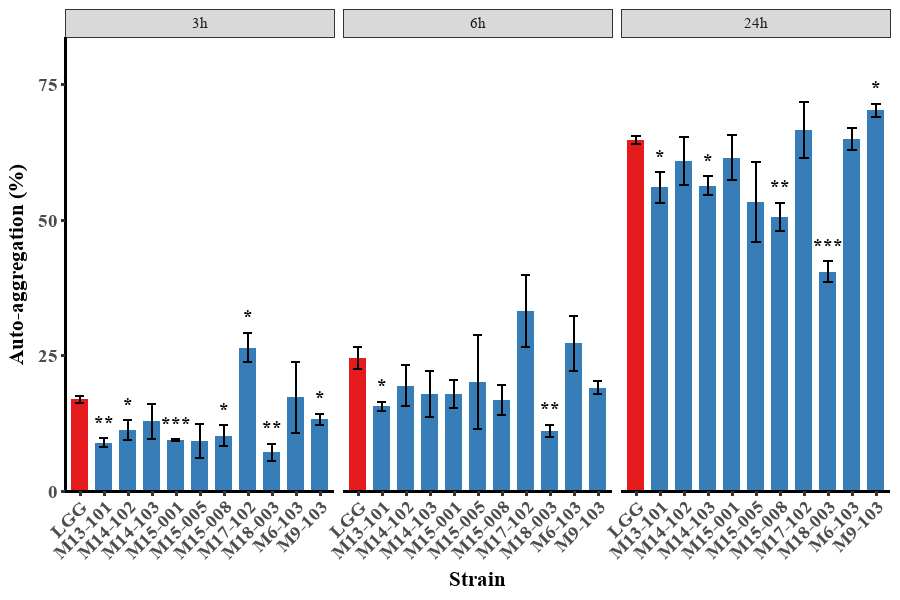 3h 6h 24h
Auto-aggregation (%)
75
50
25
0
* ** * *** * * ** *
* **
* * ** *** *
LGG M13-101 M14-102 M14-103 M15-001 M15-005 M15-008 M17-102 M18-003 M6-103 M9-103
LGG M13-101 M14-102 M14-103 M15-001 M15-005 M15-008 M17-102 M18-003 M6-103 M9-103
LGG M13-101 M14-102 M14-103 M15-001 M15-005 M15-008 M17-102 M18-003 M6-103 M9-103
Strain